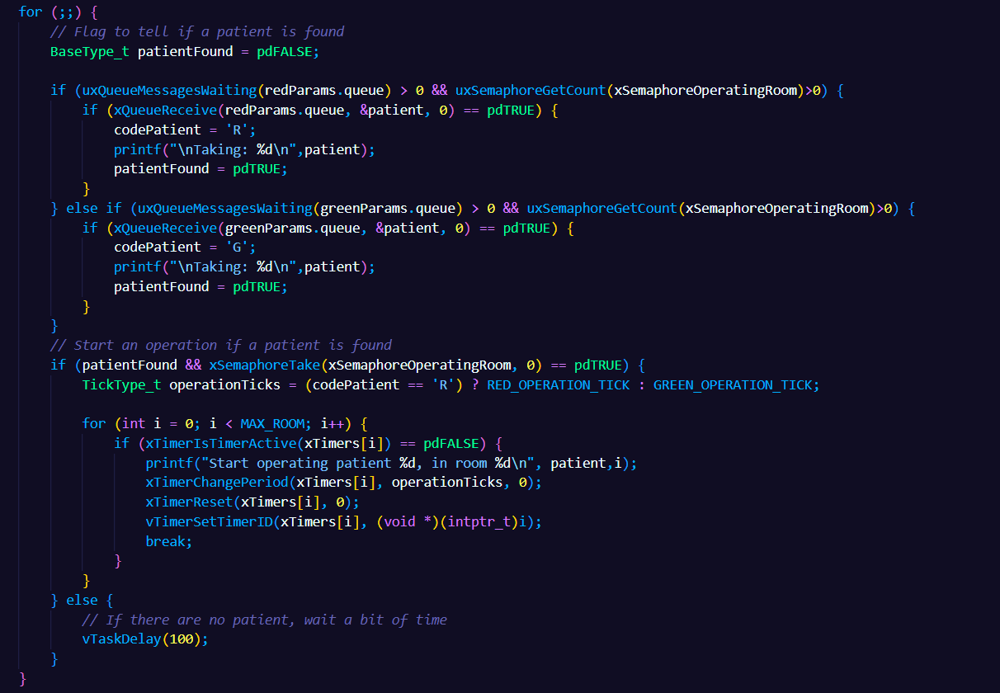 for (;;) {
    // Flag to tell if a patient is found
    BaseType_t patientFound = pdFALSE;

    if (uxQueueMessagesWaiting(redParams.queue) > 0 && uxSemaphoreGetCount(xSemaphoreOperatingRoom)>0) {
        if (xQueueReceive(redParams.queue, &patient, 0) == pdTRUE) {
            codePatient = 'R';
            printf("\nTaking: %d\n",patient);
            patientFound = pdTRUE;
        }
    } else if (uxQueueMessagesWaiting(greenParams.queue) > 0 && uxSemaphoreGetCount(xSemaphoreOperatingRoom)>0) {
        if (xQueueReceive(greenParams.queue, &patient, 0) == pdTRUE) {
            codePatient = 'G';
            printf("\nTaking: %d\n",patient);
            patientFound = pdTRUE;
        }
    }
    // Start an operation if a patient is found
    if (patientFound && xSemaphoreTake(xSemaphoreOperatingRoom, 0) == pdTRUE) {
        TickType_t operationTicks = (codePatient == 'R') ? RED_OPERATION_TICK : GREEN_OPERATION_TICK;

        for (int i = 0; i < MAX_ROOM; i++) {
            if (xTimerIsTimerActive(xTimers[i]) == pdFALSE) {
                printf("Start operating patient %d, in room %d\n", patient,i);
                xTimerChangePeriod(xTimers[i], operationTicks, 0);
                xTimerReset(xTimers[i], 0);
                vTimerSetTimerID(xTimers[i], (void *)(intptr_t)i);
                break;
            }
        }
    } else {
        // If there are no patient, wait a bit of time
        vTaskDelay(100);
    }
}